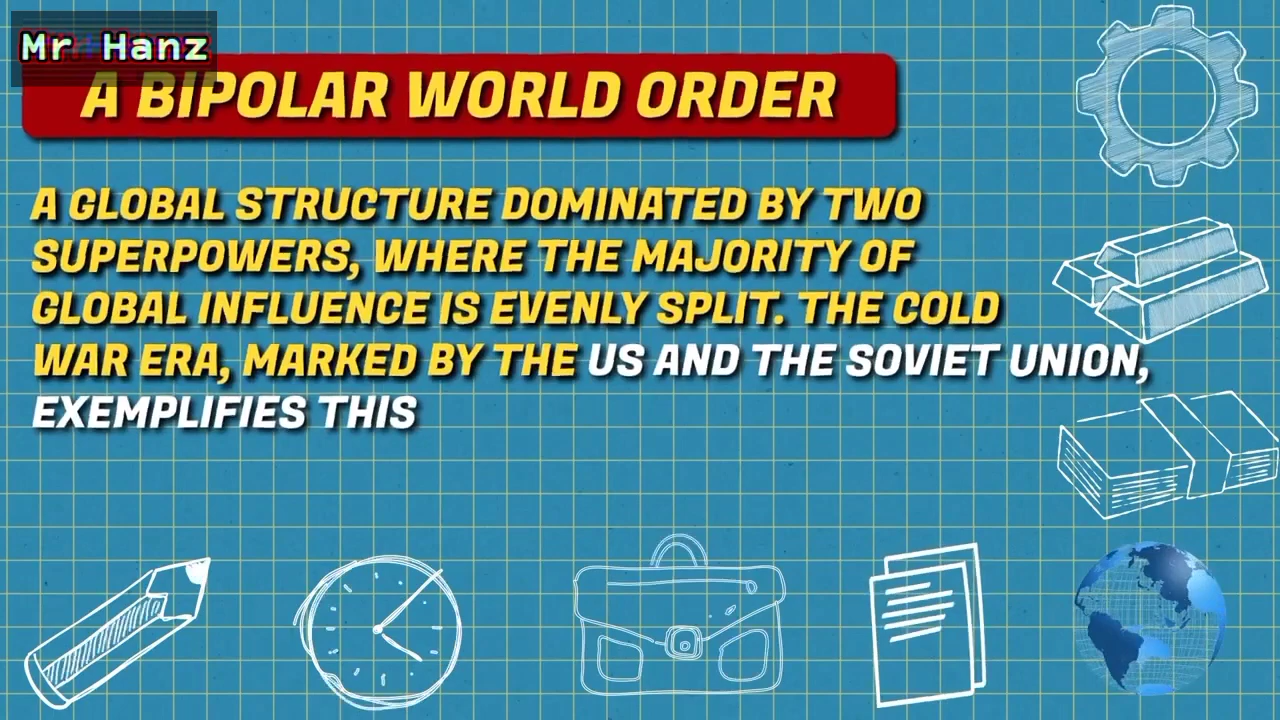 Mr Hanz
A BIPOLAR WORLD ORDER
A GLOBAL STRUCTURE DOMINATED BY TWO
SUPERPOWERS, WHERE THE MAJORITY OF
GLOBAL INFLUENCE IS EVENLY SPLIT. THE COLD
WAR ERA, MARKED BY THE US AND THE SOVIET UNION,
EXEMPLIFIES THIS